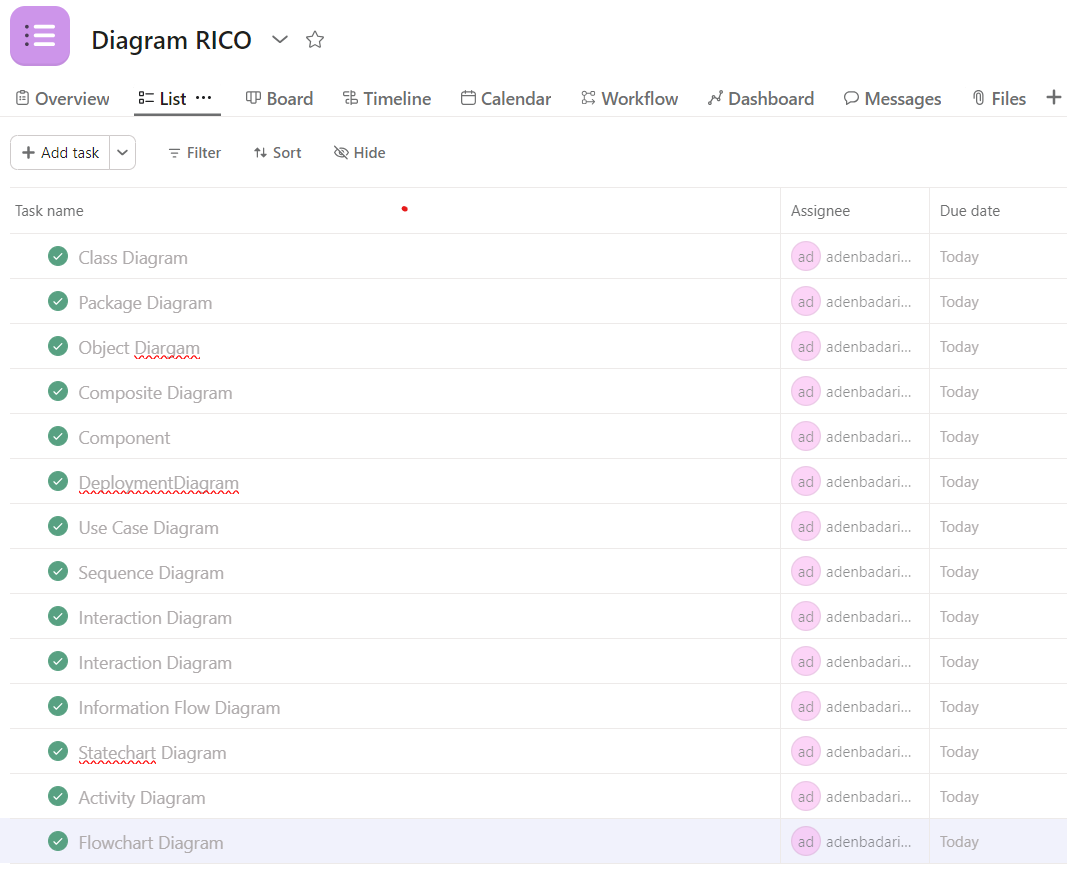 Diagram RICO
Overview List ... Board Timeline Calendar Workflow Dashboard Messages Files +
+ Add task Filter Sort Hide
Task name Assignee Due date
Class Diagram ad adenbadari... Today
Package Diagram ad adenbadari... Today
Object Diargam ad adenbadari... Today
Composite Diagram ad adenbadari... Today
Component ad adenbadari... Today
DeploymentDiagram ad adenbadari... Today
Use Case Diagram ad adenbadari... Today
Sequence Diagram ad adenbadari... Today
Interaction Diagram ad adenbadari... Today
Interaction Diagram ad adenbadari... Today
Information Flow Diagram ad adenbadari... Today
Statechart Diagram ad adenbadari... Today
Activity Diagram ad adenbadari... Today
Flowchart Diagram ad adenbadari... Today